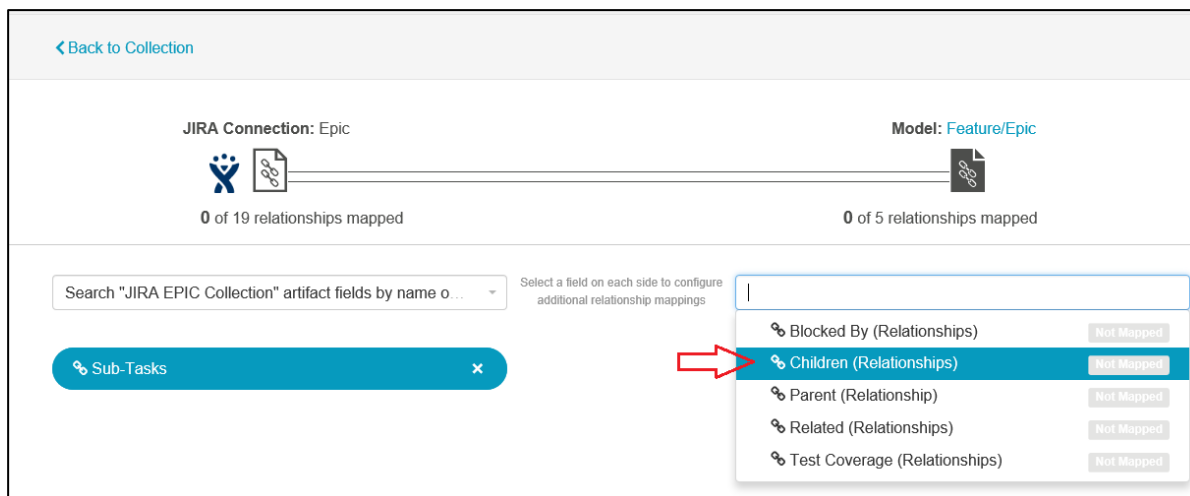 Back to Collection
JIRA Connection: Epic
Model: Feature/Epic
0 of 19 relationships mapped
0 of 5 relationships mapped
Search "JIRA EPIC Collection" artifact fields by name o...
Select a field on each side to configure
additional relationship mappings
Sub-Tasks
Blocked By (Relationships) Not Mapped
Children (Relationships) Not Mapped
Parent (Relationship) Not Mapped
Related (Relationships) Not Mapped
Test Coverage (Relationships) Not Mapped